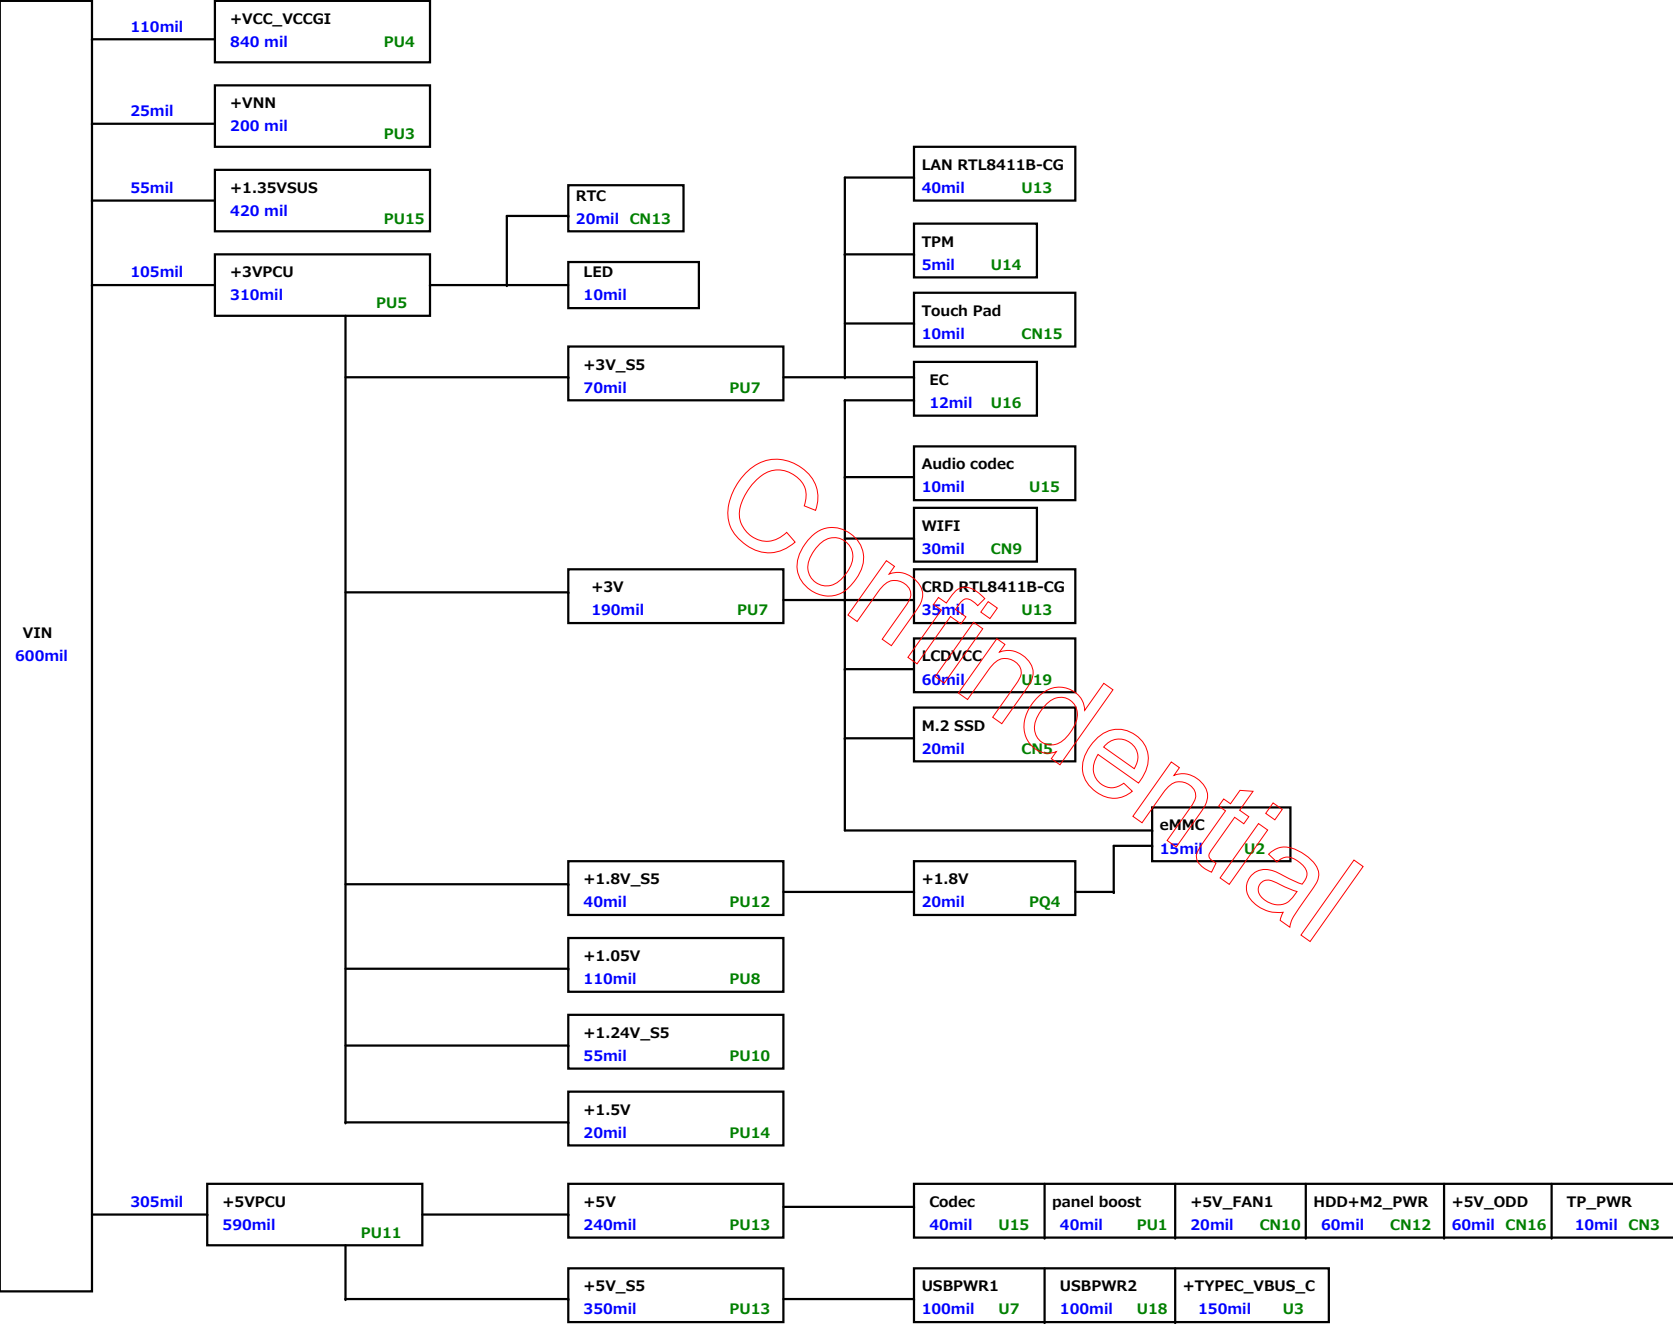 VIN
600mil
110mil
+VCC_VCCGI
840 mil PU4
25mil
+VNN
200 mil PU3
55mil
+1.35VSUS
420 mil PU15
105mil
+3VPCU
310mil PU5
RTC
20mil CN13
LED
10mil
+3V_S5
70mil PU7
LAN RTL8411B-CG
40mil U13
TPM
5mil U14
Touch Pad
10mil CN15
EC
12mil U16
+3V
190mil PU7
Audio codec
10mil U15
WIFI
30mil CN9
CRD RTL8411B-CG
35mil U13
LCDVCC
60mil U19
M.2 SSD
20mil CN5
eMMC
15mil U2
+1.8V_S5
40mil PU12
+1.8V
20mil PQ4
+1.05V
110mil PU8
+1.24V_S5
55mil PU10
+1.5V
20mil PU14
305mil
+5VPCU
590mil PU11
+5V
240mil PU13
Codec
40mil U15
panel boost
40mil PU1
+5V_FAN1
20mil CN10
HDD+M2_PWR
60mil CN12
+5V_ODD
60mil CN16
TP_PWR
10mil CN3
+5V_S5
350mil PU13
USBPWR1
100mil U7
USBPWR2
100mil U18
+TYPEC_VBUS_C
150mil U3
Confindential